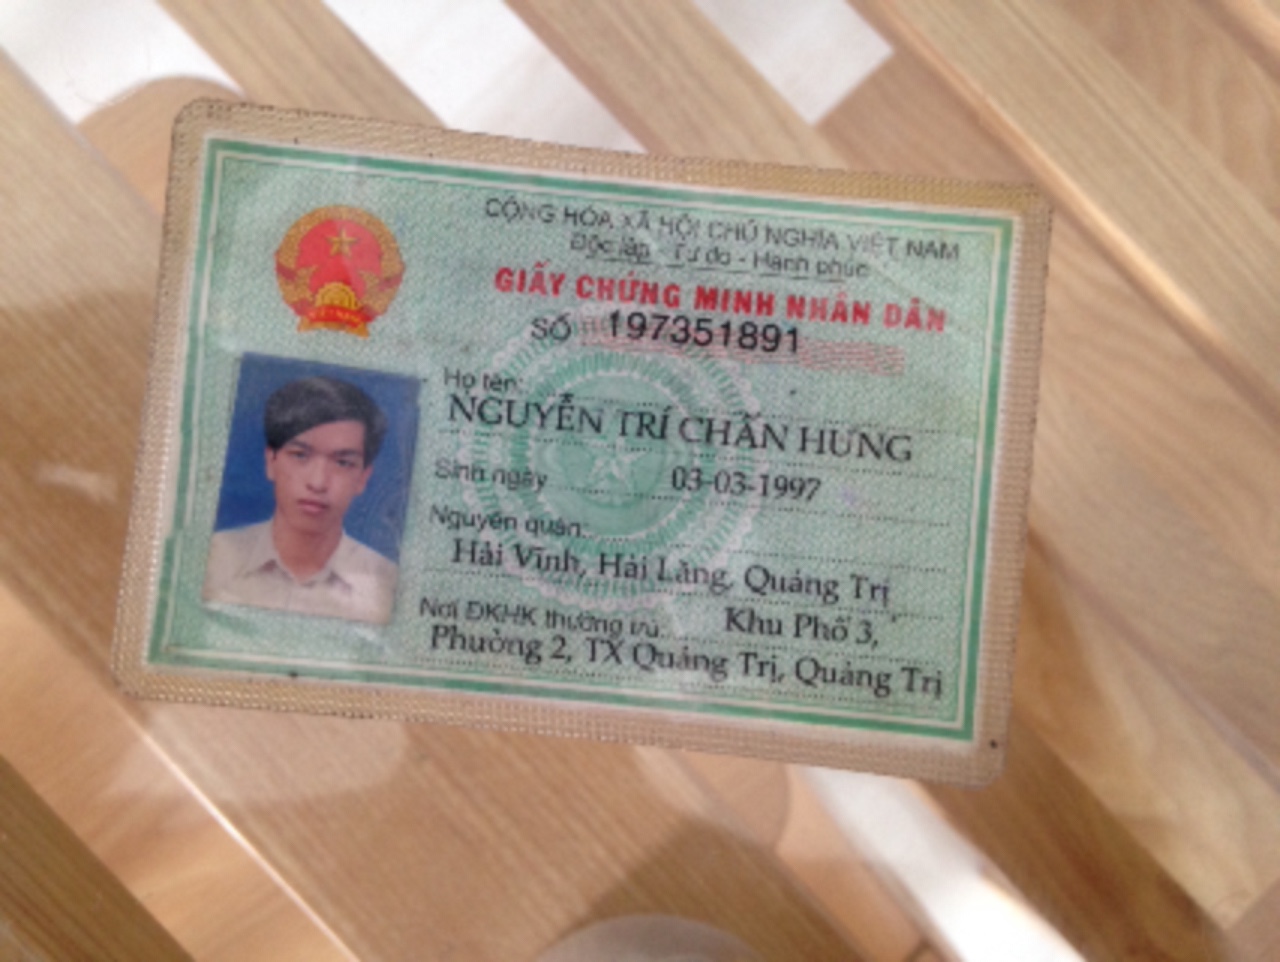 CỘNG HÒA XÃ HỘI CHỦ NGHĨA VIỆT NAM
Độc lập - Tự do - Hạnh phúc
GIẤY CHỨNG MINH NHÂN DÂN
SỐ 197351891
Họ tên:
NGUYỄN TRÍ CHẤN HƯNG
Sinh ngày 03-03-1997
Nguyên quán:
Hải Vĩnh, Hải Lăng, Quảng Trị
Nơi ĐKHK thường trú: Khu Phố 3,
Phường 2, TX Quảng Trị, Quảng Trị